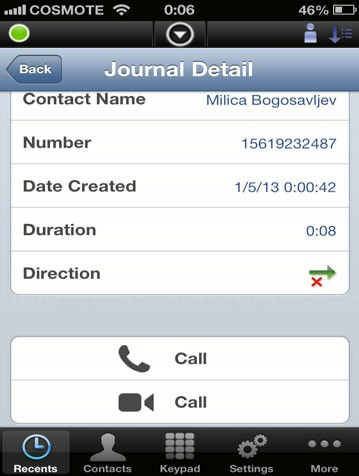 COSMOTE 0:06 46%
Back Journal Detail
Contact Name Milica Bogosavljev
Number 15619232487
Date Created 1/5/13 0:00:42
Duration 0:08
Direction
Call
Call
Recents Contacts Keypad Settings More